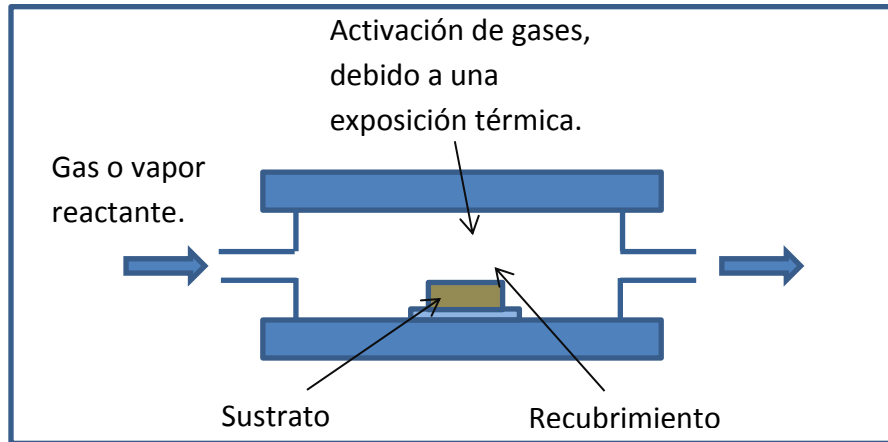 Activación de gases,
debido a una
exposición térmica.
Gas o vapor
reactante.
Sustrato
Recubrimiento